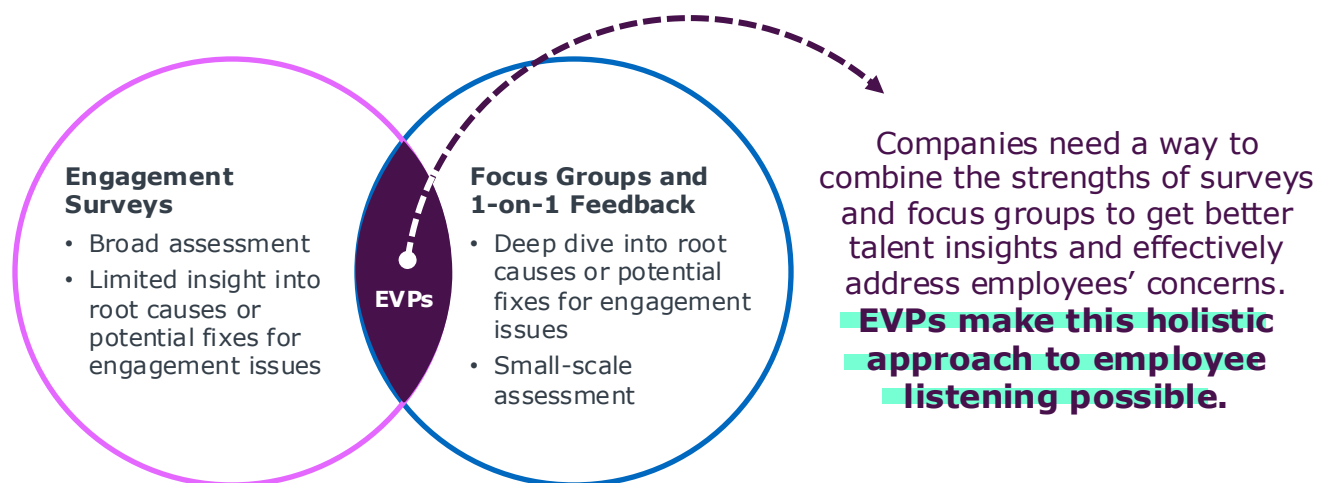 Engagement
Surveys
• Broad assessment
• Limited insight into
root causes or
potential fixes for
engagement issues
EVPs
Focus Groups and
1-on-1 Feedback
• Deep dive into root
causes or potential
fixes for engagement
issues
• Small-scale
assessment
Companies need a way to
combine the strengths of surveys
and focus groups to get better
talent insights and effectively
address employees’ concerns.
EVPs make this holistic
approach to employee
listening possible.